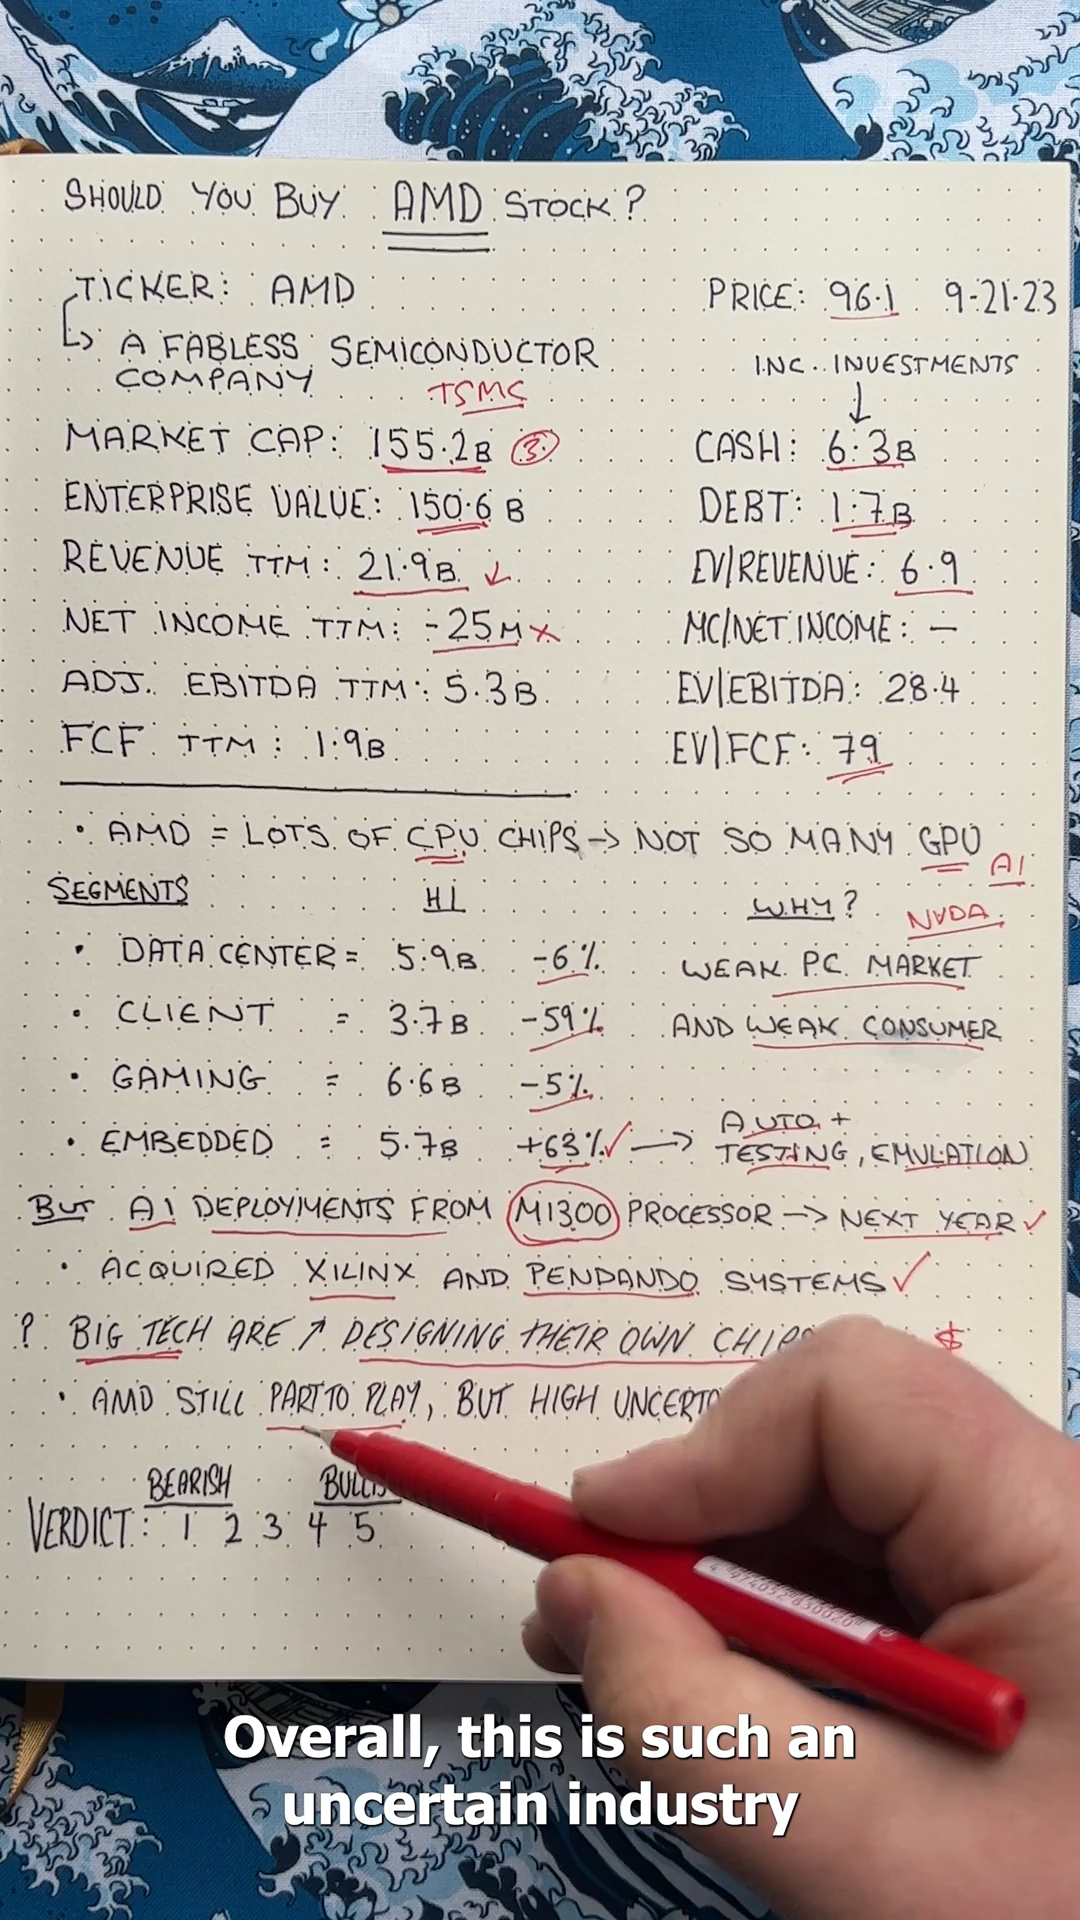 SHOULD YOU BUY AMD STOCK?
TICKER: AMD
PRICE: 96.1 9-21-23
↳ A FABLESS SEMICONDUCTOR
COMPANY
TSMC
INC. INVESTMENTS
↓
MARKET CAP: 155.2B 3
CASH: 6.3B
ENTERPRISE VALUE: 150.6 B
DEBT: 1.7B
REVENUE TTM: 21.9B ↓
EV/REVENUE: 6.9
NET INCOME TTM: -25M x
MC/NET INCOME: —
ADJ. EBITDA TTM: 5.3B
EV/EBITDA: 28.4
FCF TTM: 1.9B
EV/FCF: 79
• AMD = LOTS OF CPU CHIPS → NOT SO MANY GPU
AI
SEGMENTS H1 WHY? NVDA
• DATA CENTER = 5.9B -6% WEAK PC MARKET
• CLIENT = 3.7B -59% AND WEAK CONSUMER
• GAMING = 6.6B -5%
• EMBEDDED = 5.7B +63% ✓ → AUTO +
TESTING, EMULATION
BUT AI DEPLOYMENTS FROM M1300 PROCESSOR → NEXT YEAR ✓
• ACQUIRED XILINX AND PENDANDO SYSTEMS ✓
? BIG TECH ARE ↗ DESIGNING THEIR OWN CHIPS $
• AMD STILL PART TO PLAY, BUT HIGH
BEARISH BULLISH
VERDICT: 1 2 3 4 5
Overall, this is such an
uncertain industry